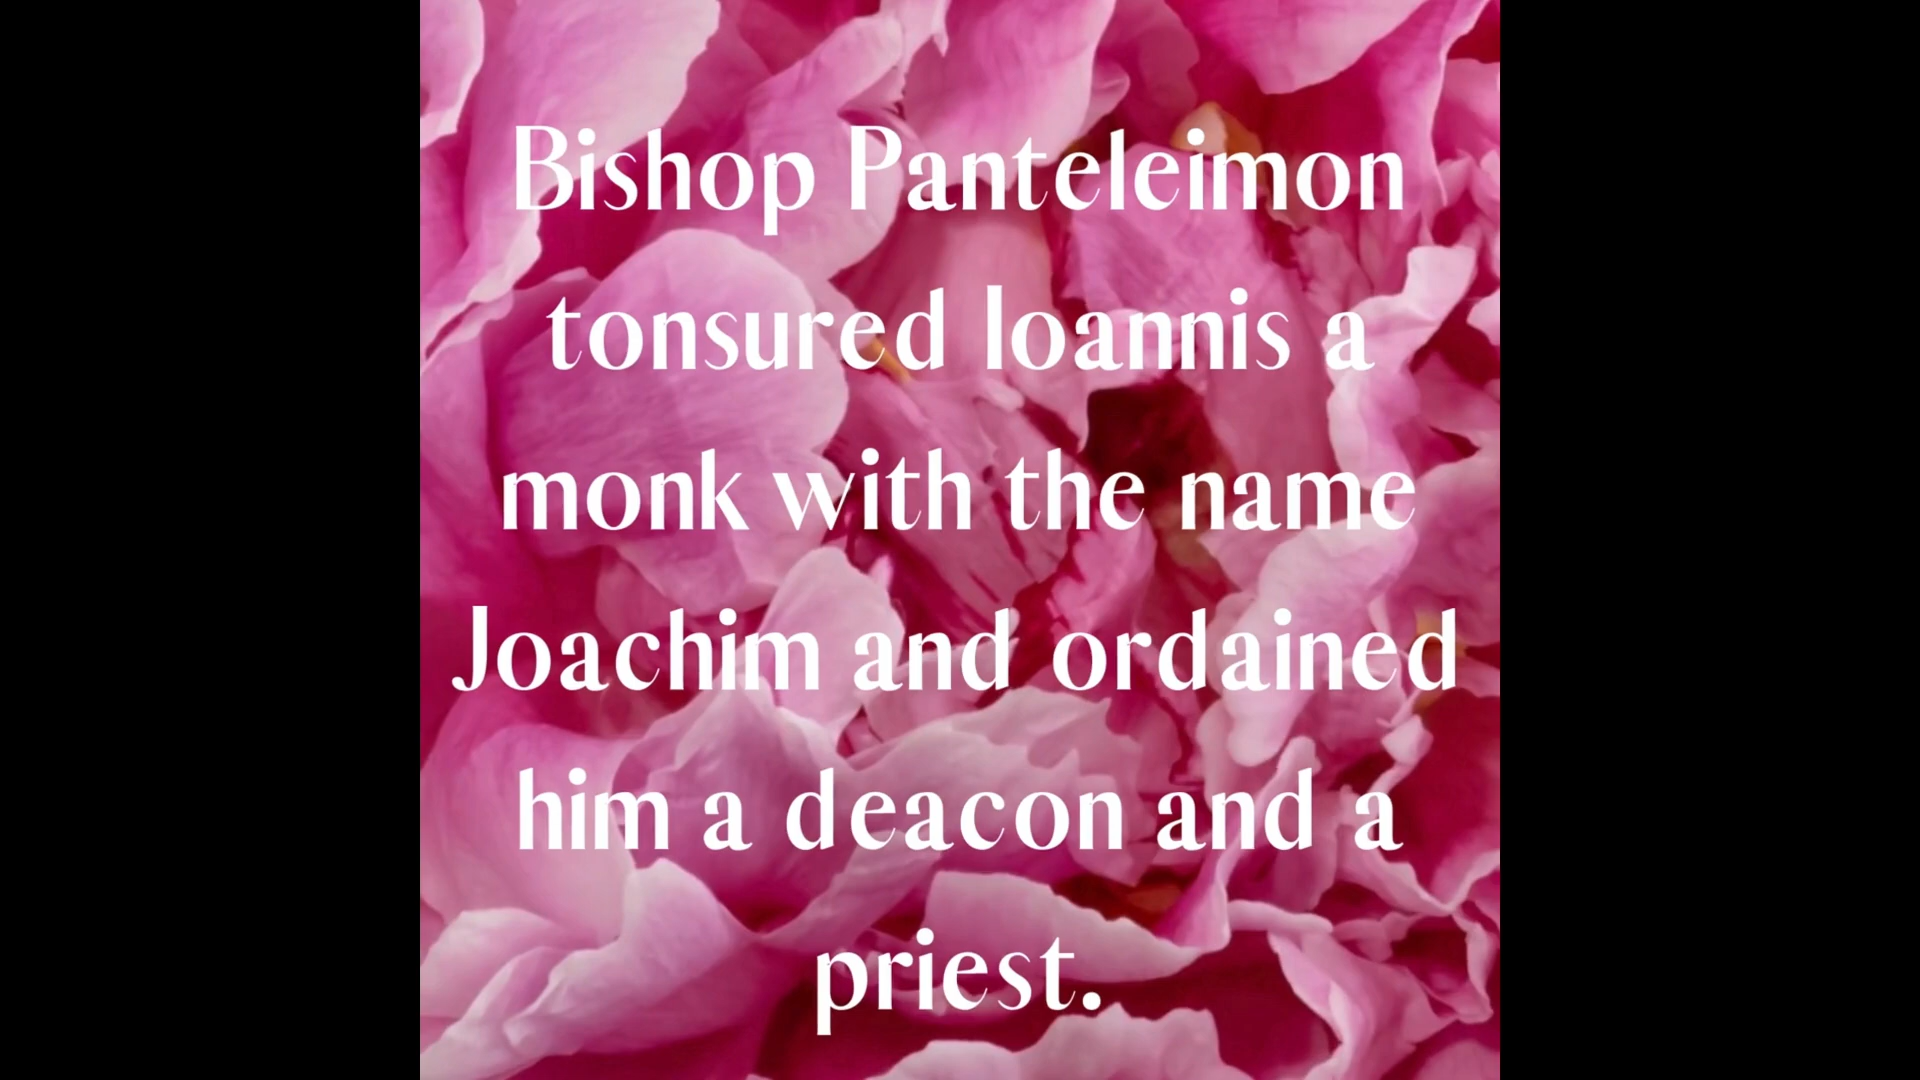 Bishop Panteleimon
tonsured Ioannis a
monk with the name
Joachim and ordained
him a deacon and a
priest.